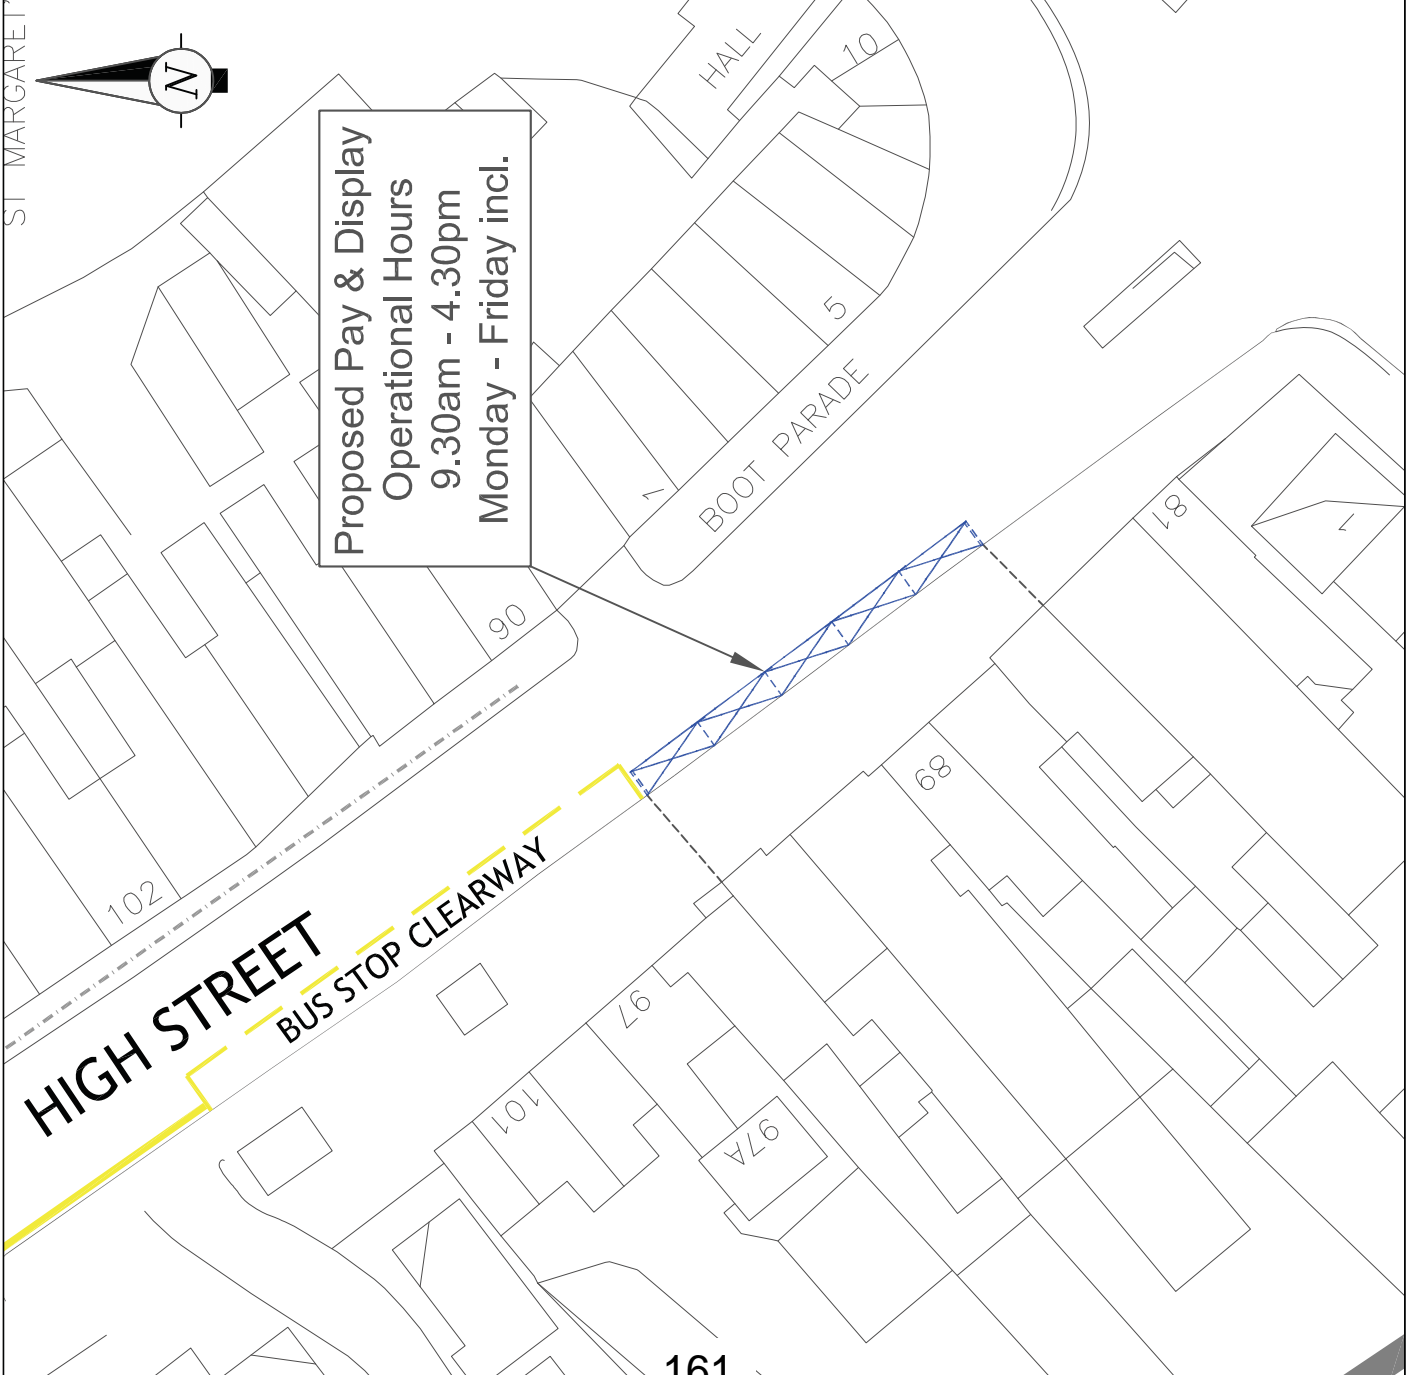 ST MARGARET
N
Proposed Pay & Display
Operational Hours
9.30am - 4.30pm
Monday - Friday incl.
HALL
10
5
BOOT PARADE
7
90
102
HIGH STREET
BUS STOP CLEARWAY
81
1
89
97
101
97A
161